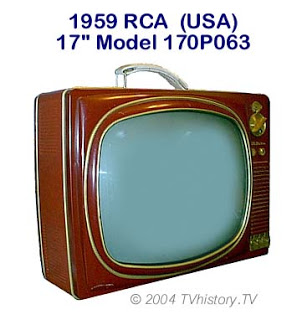 1959 RCA (USA)
17" Model 170P063
© 2004 TVhistory.TV